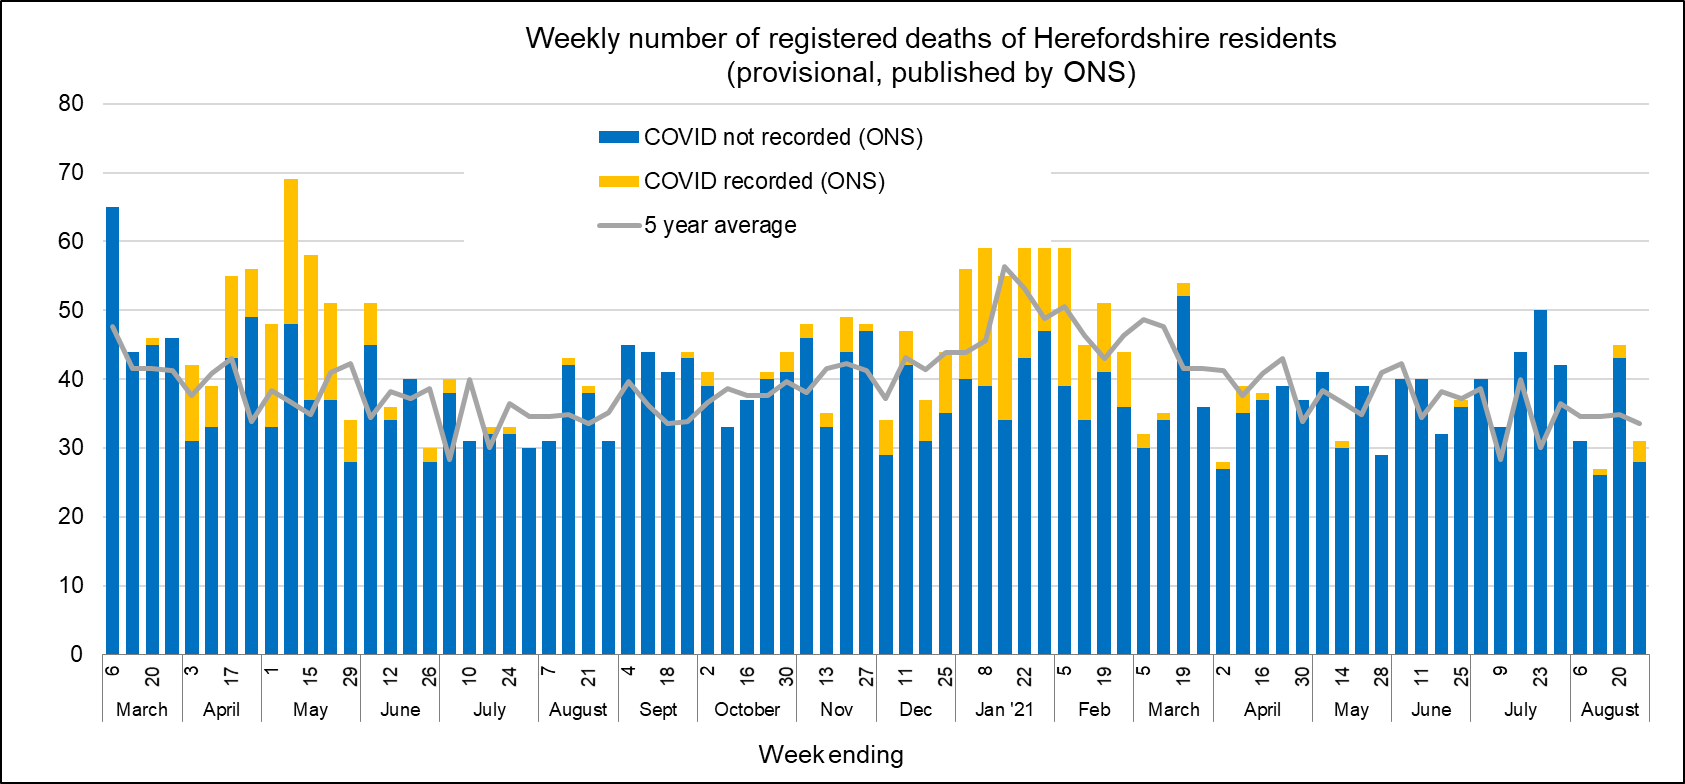 Weekly number of registered deaths of Herefordshire residents
(provisional, published by ONS)
80
70
60
50
40
30
20
10
0
COVID not recorded (ONS)
COVID recorded (ONS)
5 year average
6 20 3 17 1 15 29 12 26 10 24 7 21 4 18 2 16 30 13 27 11 25 8 22 5 19 5 19 2 16 30 14 28 11 25 9 23 6 20
March April May June July August Sept October Nov Dec Jan '21 Feb March April May June July August
Week ending